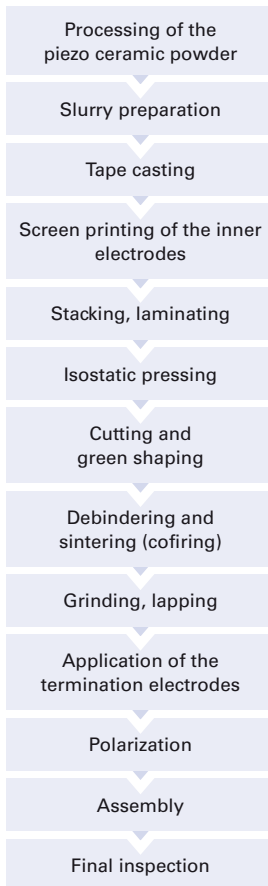 Processing of the
piezo ceramic powder
Slurry preparation
Tape casting
Screen printing of the inner
electrodes
Stacking, laminating
Isostatic pressing
Cutting and
green shaping
Debindering and
sintering (cofiring)
Grinding, lapping
Application of the
termination electrodes
Polarization
Assembly
Final inspection